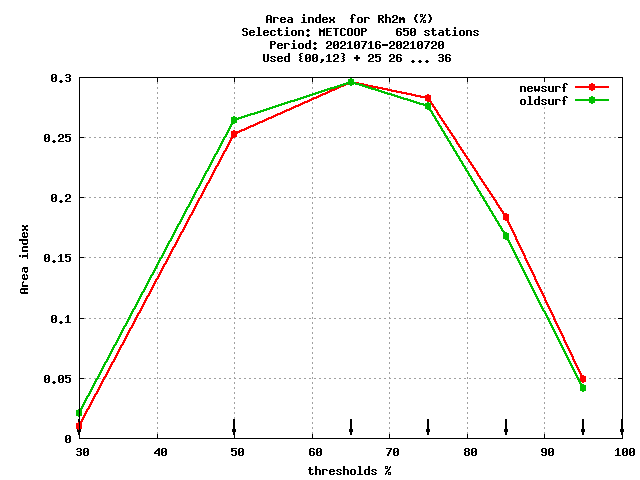 Area index  for Rh2m (%)
Selection: METCOOP    650 stations
Period: 20210716-20210720
Used {00,12} + 25 26 ... 36
newsurf
oldsurf
0.3
0.25
0.2
0.15
0.1
0.05
0
Area index
30 40 50 60 70 80 90 100
thresholds %